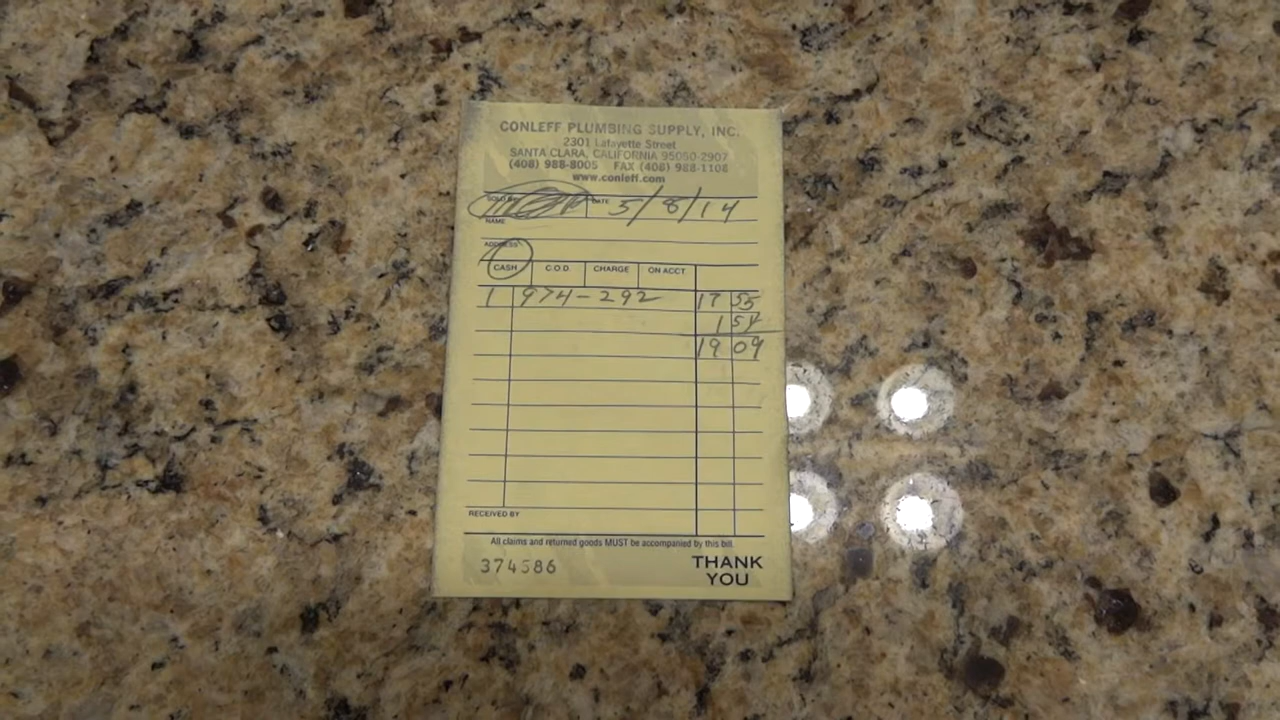 CONLEFF PLUMBING SUPPLY, INC.
2301 Lafayette Street
SANTA CLARA, CALIFORNIA 95050-2907
(408) 988-8005 FAX (408) 988-1108
www.conleff.com
SOLD BY DATE 5/8/14
NAME
ADDRESS
CASH C.O.D. CHARGE ON ACCT.
1 974-292 17 55
1 54
19 09
RECEIVED BY
All claims and returned goods MUST be accompanied by this bill.
374586 THANK
YOU